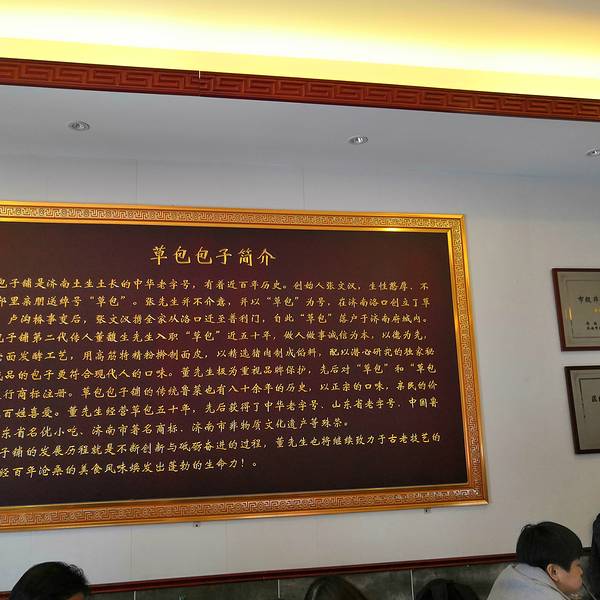 草包包子简介
包子铺是济南土生土长的中华老字号，有着近百年历史。创始人张文汉，生性憨厚、不
邻里亲朋送绰号“草包”。张先生并不介意，并以“草包”为号，在济南洛口创立了草
卢沟桥事变后，张文汉携全家从洛口迁至普利门，自此“草包”落户于济南府城内。
包子铺第二代传人董馥生先生入职“草包”近五十年，做人做事诚信为本，以德为先，
面发酵工艺，用高筋特精粉擀制面皮，以精选猪肉制成馅料，配以潜心研究的独家秘
品的包子更符合现代人的口味。董先生极为重视品牌保护，先后对“草包”和“草包
行商标注册。草包包子铺的传统鲁菜也有八十余年的历史，以正宗的口味，亲民的价
百姓喜爱。董先生经营草包五十年，先后获得了中华老字号、山东省老字号、中国鲁
东省名优小吃、济南市著名商标、济南市非物质文化遗产等殊荣。
子铺的发展历程就是不断创新与砥砺奋进的过程，董先生也将继续致力于古老技艺的
经百年沧桑的美食风味焕发出蓬勃的生命力！。
市级非